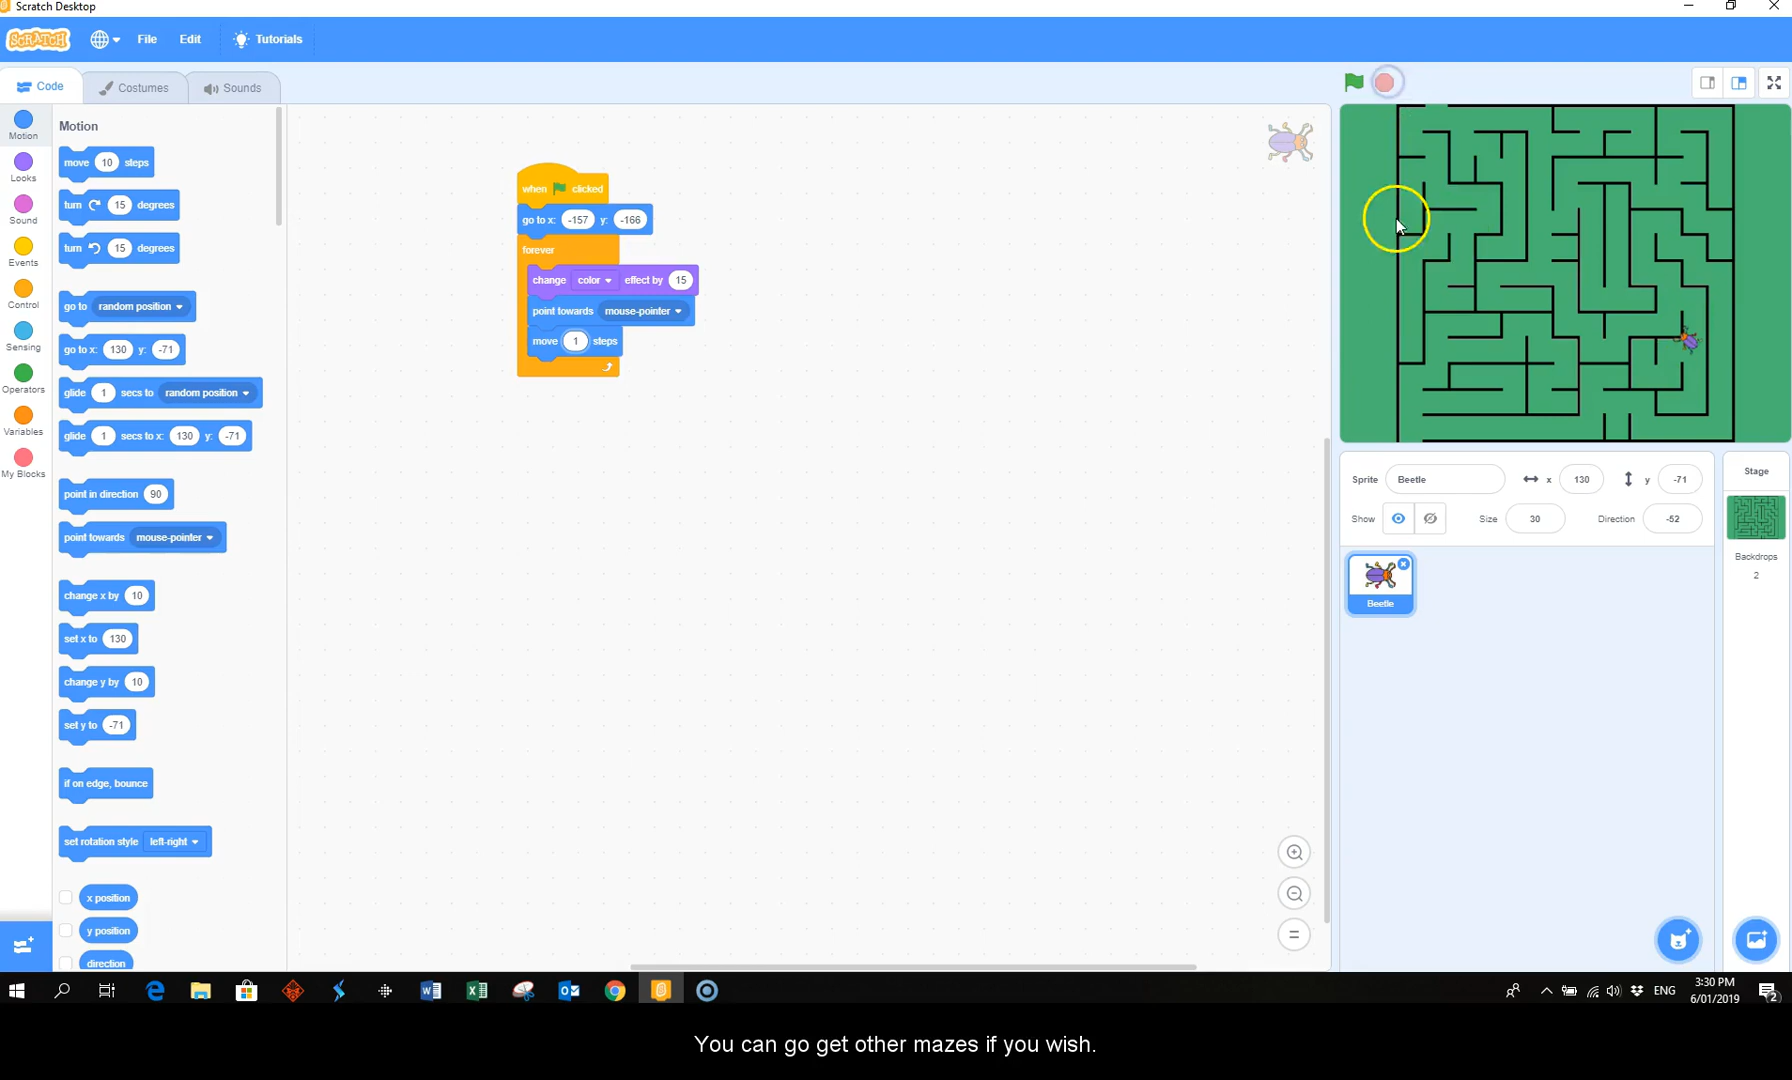 Scratch Desktop
SCRATCH File Edit Tutorials
Code Costumes Sounds
Motion
Looks
Sound
Events
Control
Sensing
Operators
Variables
My Blocks
Motion
move 10 steps
turn 15 degrees
turn 15 degrees
go to random position
go to x: 130 y: -71
glide 1 secs to random position
glide 1 secs to x: 130 y: -71
point in direction 90
point towards mouse-pointer
change x by 10
set x to 130
change y by 10
set y to -71
if on edge, bounce
set rotation style left-right
x position
y position
direction
when clicked
go to x: -157 y: -166
forever
change color effect by 15
point towards mouse-pointer
move 1 steps
Sprite Beetle x 130 y -71
Show Size 30 Direction -52
Beetle
Stage
Backdrops
2
ENG
3:30 PM
6/01/2019
2
You can go get other mazes if you wish.